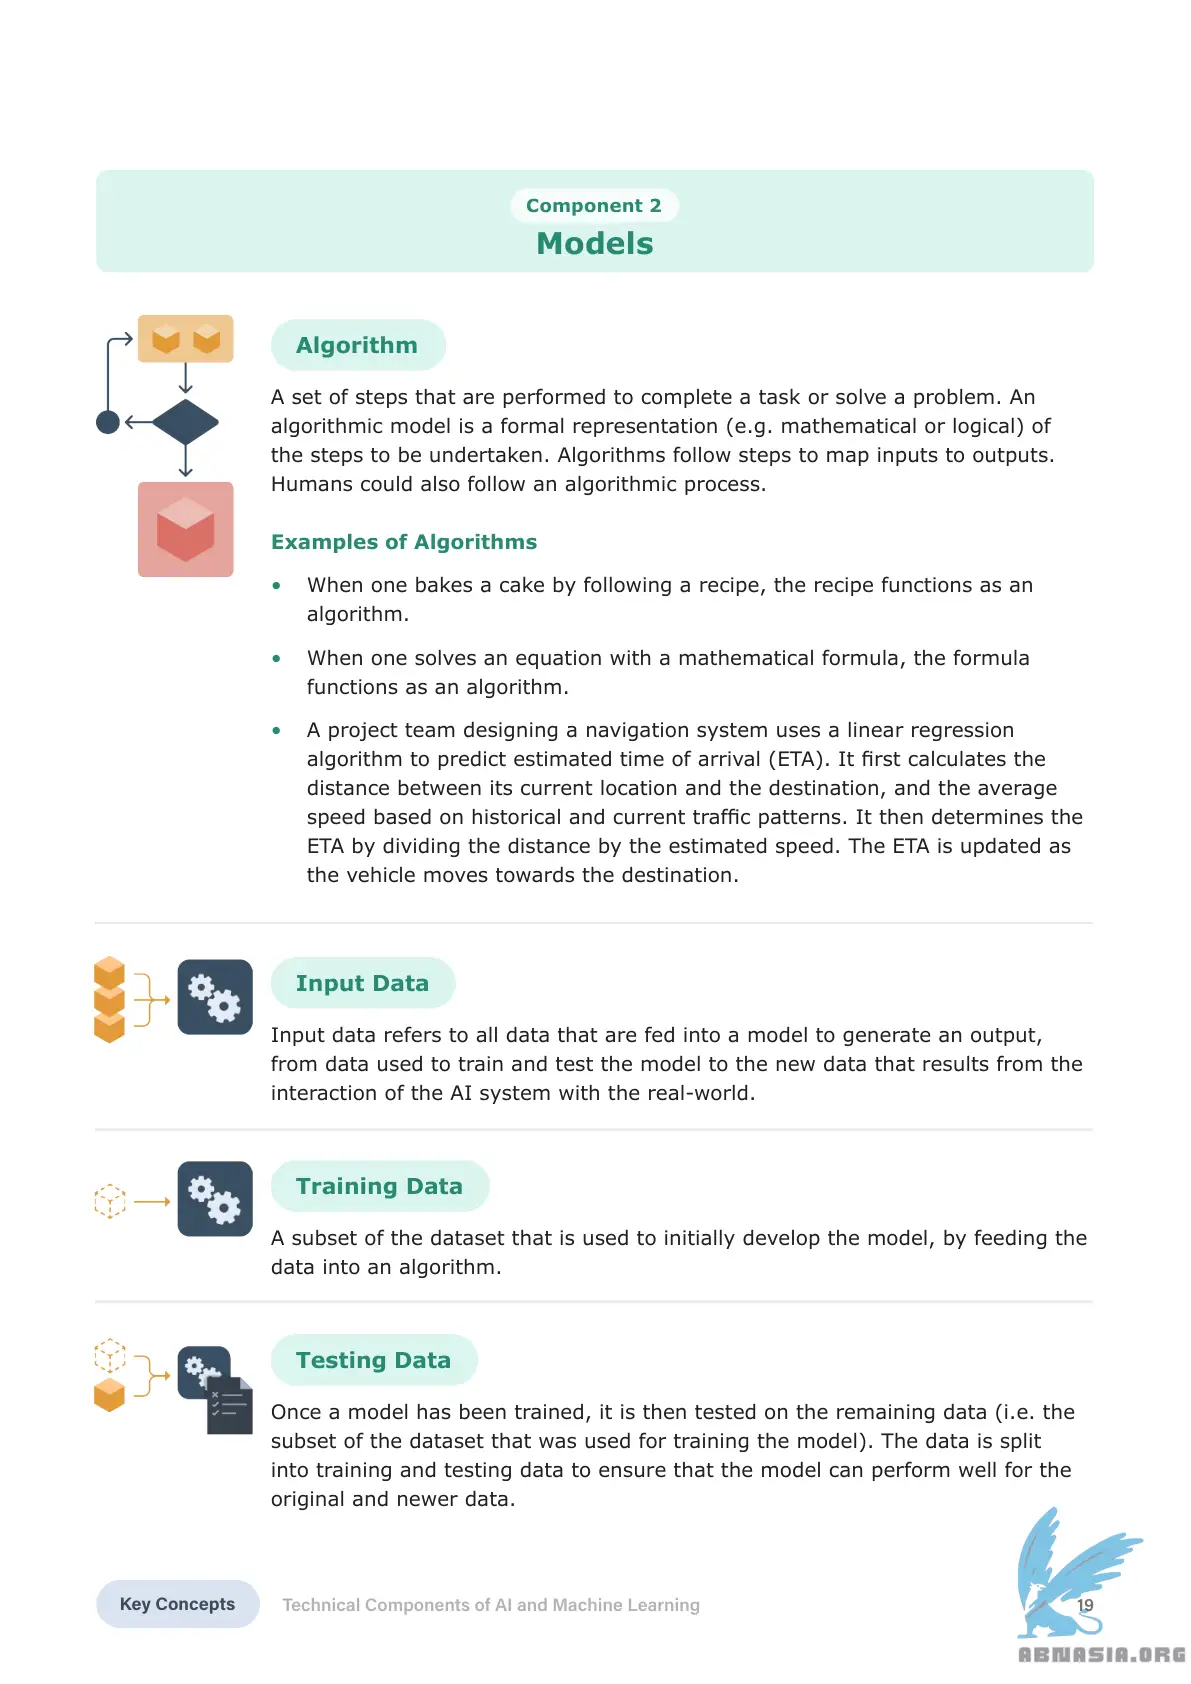 Component 2
Models
Algorithm
A set of steps that are performed to complete a task or solve a problem. An
algorithmic model is a formal representation (e.g. mathematical or logical) of
the steps to be undertaken. Algorithms follow steps to map inputs to outputs.
Humans could also follow an algorithmic process.
Examples of Algorithms
• When one bakes a cake by following a recipe, the recipe functions as an
algorithm.
• When one solves an equation with a mathematical formula, the formula
functions as an algorithm.
• A project team designing a navigation system uses a linear regression
algorithm to predict estimated time of arrival (ETA). It first calculates the
distance between its current location and the destination, and the average
speed based on historical and current traffic patterns. It then determines the
ETA by dividing the distance by the estimated speed. The ETA is updated as
the vehicle moves towards the destination.
Input Data
Input data refers to all data that are fed into a model to generate an output,
from data used to train and test the model to the new data that results from the
interaction of the AI system with the real-world.
Training Data
A subset of the dataset that is used to initially develop the model, by feeding the
data into an algorithm.
Testing Data
Once a model has been trained, it is then tested on the remaining data (i.e. the
subset of the dataset that was used for training the model). The data is split
into training and testing data to ensure that the model can perform well for the
original and newer data.
Key Concepts
Technical Components of AI and Machine Learning
19
ABNASIA.ORG